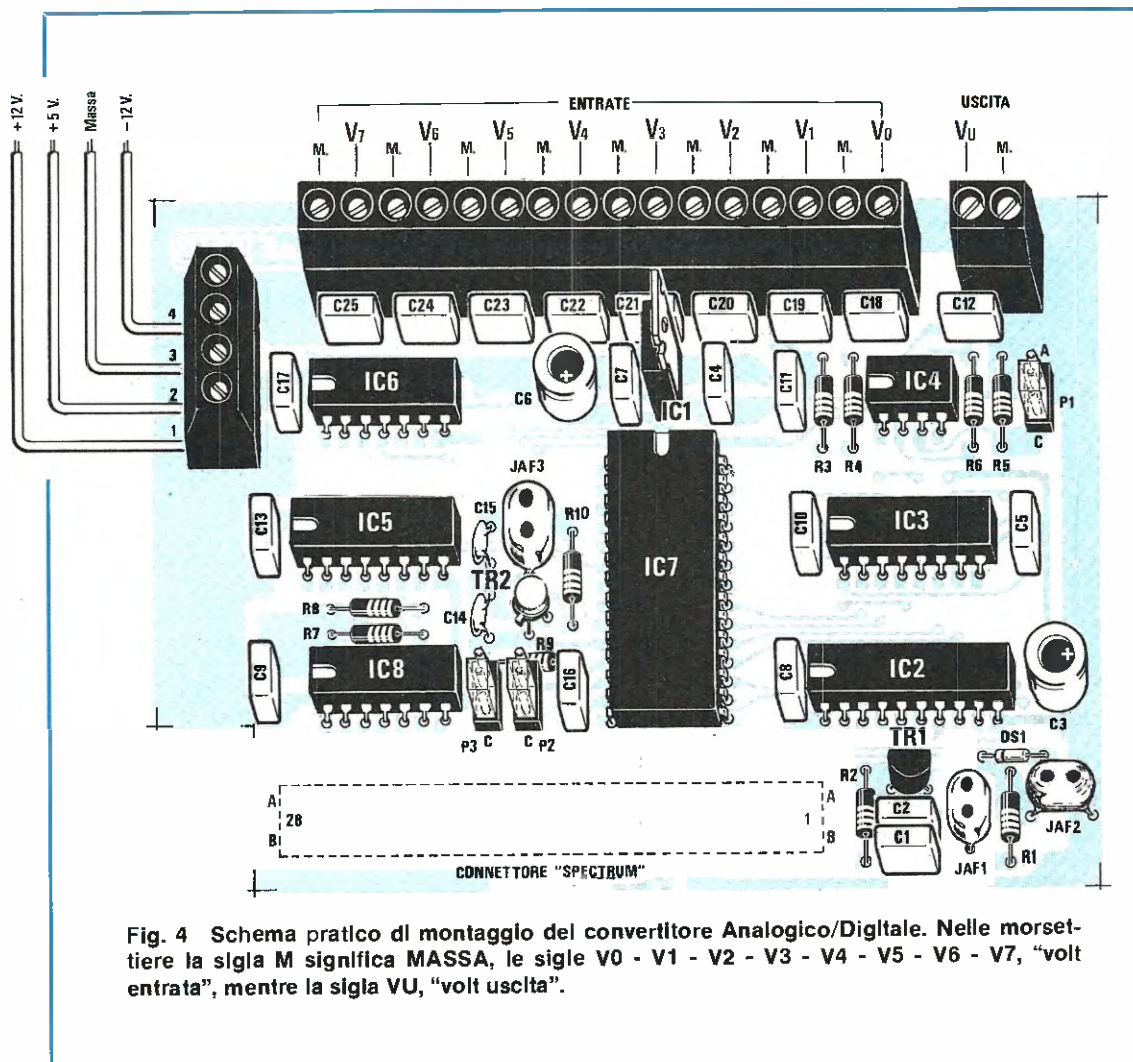 +12V. +5 V. Massa -12V.
ENTRATE USCITA
V7 V6 V5 V4 V3 V2 V1 V0 VU
M. M. M. M. M. M. M. M. M.
4
3
2
1
C25 C24 C23 C22 C21 C20 C19 C18 C12
C17 IC6 C6 + C7 IC1 C4 C11 R3 R4 IC4 R6 R5 A P1 C
C13 IC5 C15 JAF3 R10 TR2 C14 IC7 C10 IC3 C5
R8
R7
C9 IC8 P3 C C P2 R9 C16 C8 IC2 + C3
TR1 DS1
R2 C2 C1 JAF1 R1 JAF2
A 28 1 A
B B
CONNETTORE "SPECTRUM"
Fig. 4 Schema pratico di montaggio del convertitore Analogico/Digitale. Nelle morset-
tiere la sigla M significa MASSA, le sigle V0 - V1 - V2 - V3 - V4 - V5 - V6 - V7, "volt
entrata", mentre la sigla VU, "volt uscita".